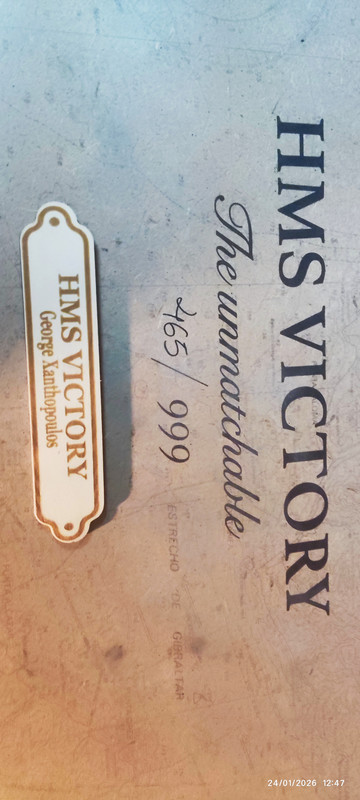 HMS VICTORY
The unmatchable
465 / 999
ESTRECHO DE GIBRALTAR
HMS VICTORY
George Xanthopoulos
24/01/2026 12:47